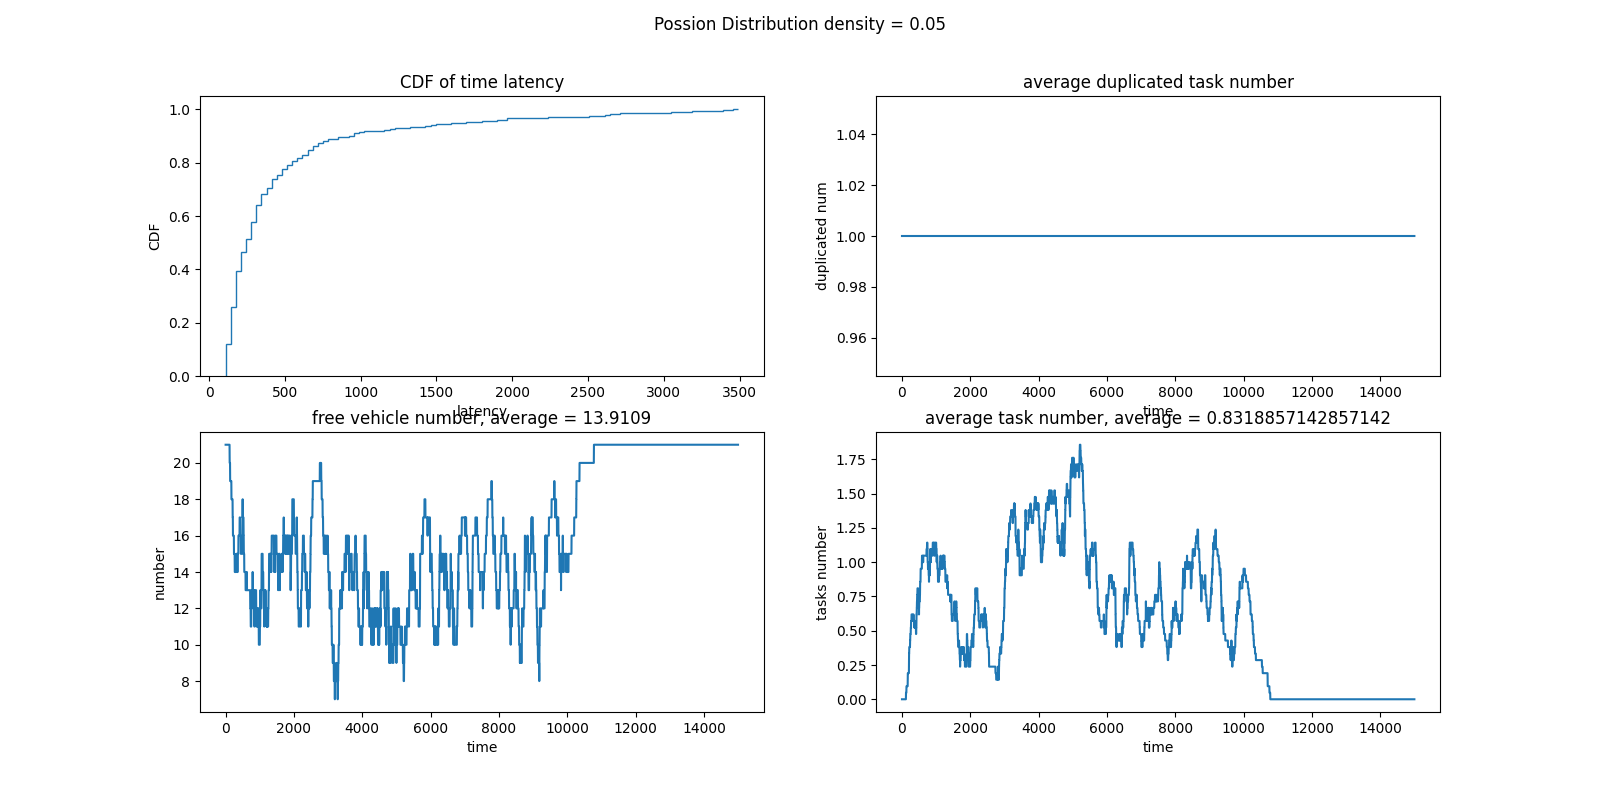 Possion Distribution density = 0.05
CDF of time latency
CDF
1.0
0.8
0.6
0.4
0.2
0.0
0 500 1000 1500 2000 2500 3000 3500
latency
average duplicated task number
duplicated num
1.04
1.02
1.00
0.98
0.96
0 2000 4000 6000 8000 10000 12000 14000
time
free vehicle number, average = 13.9109
number
20
18
16
14
12
10
8
0 2000 4000 6000 8000 10000 12000 14000
time
average task number, average = 0.8318857142857142
tasks number
1.75
1.50
1.25
1.00
0.75
0.50
0.25
0.00
0 2000 4000 6000 8000 10000 12000 14000
time